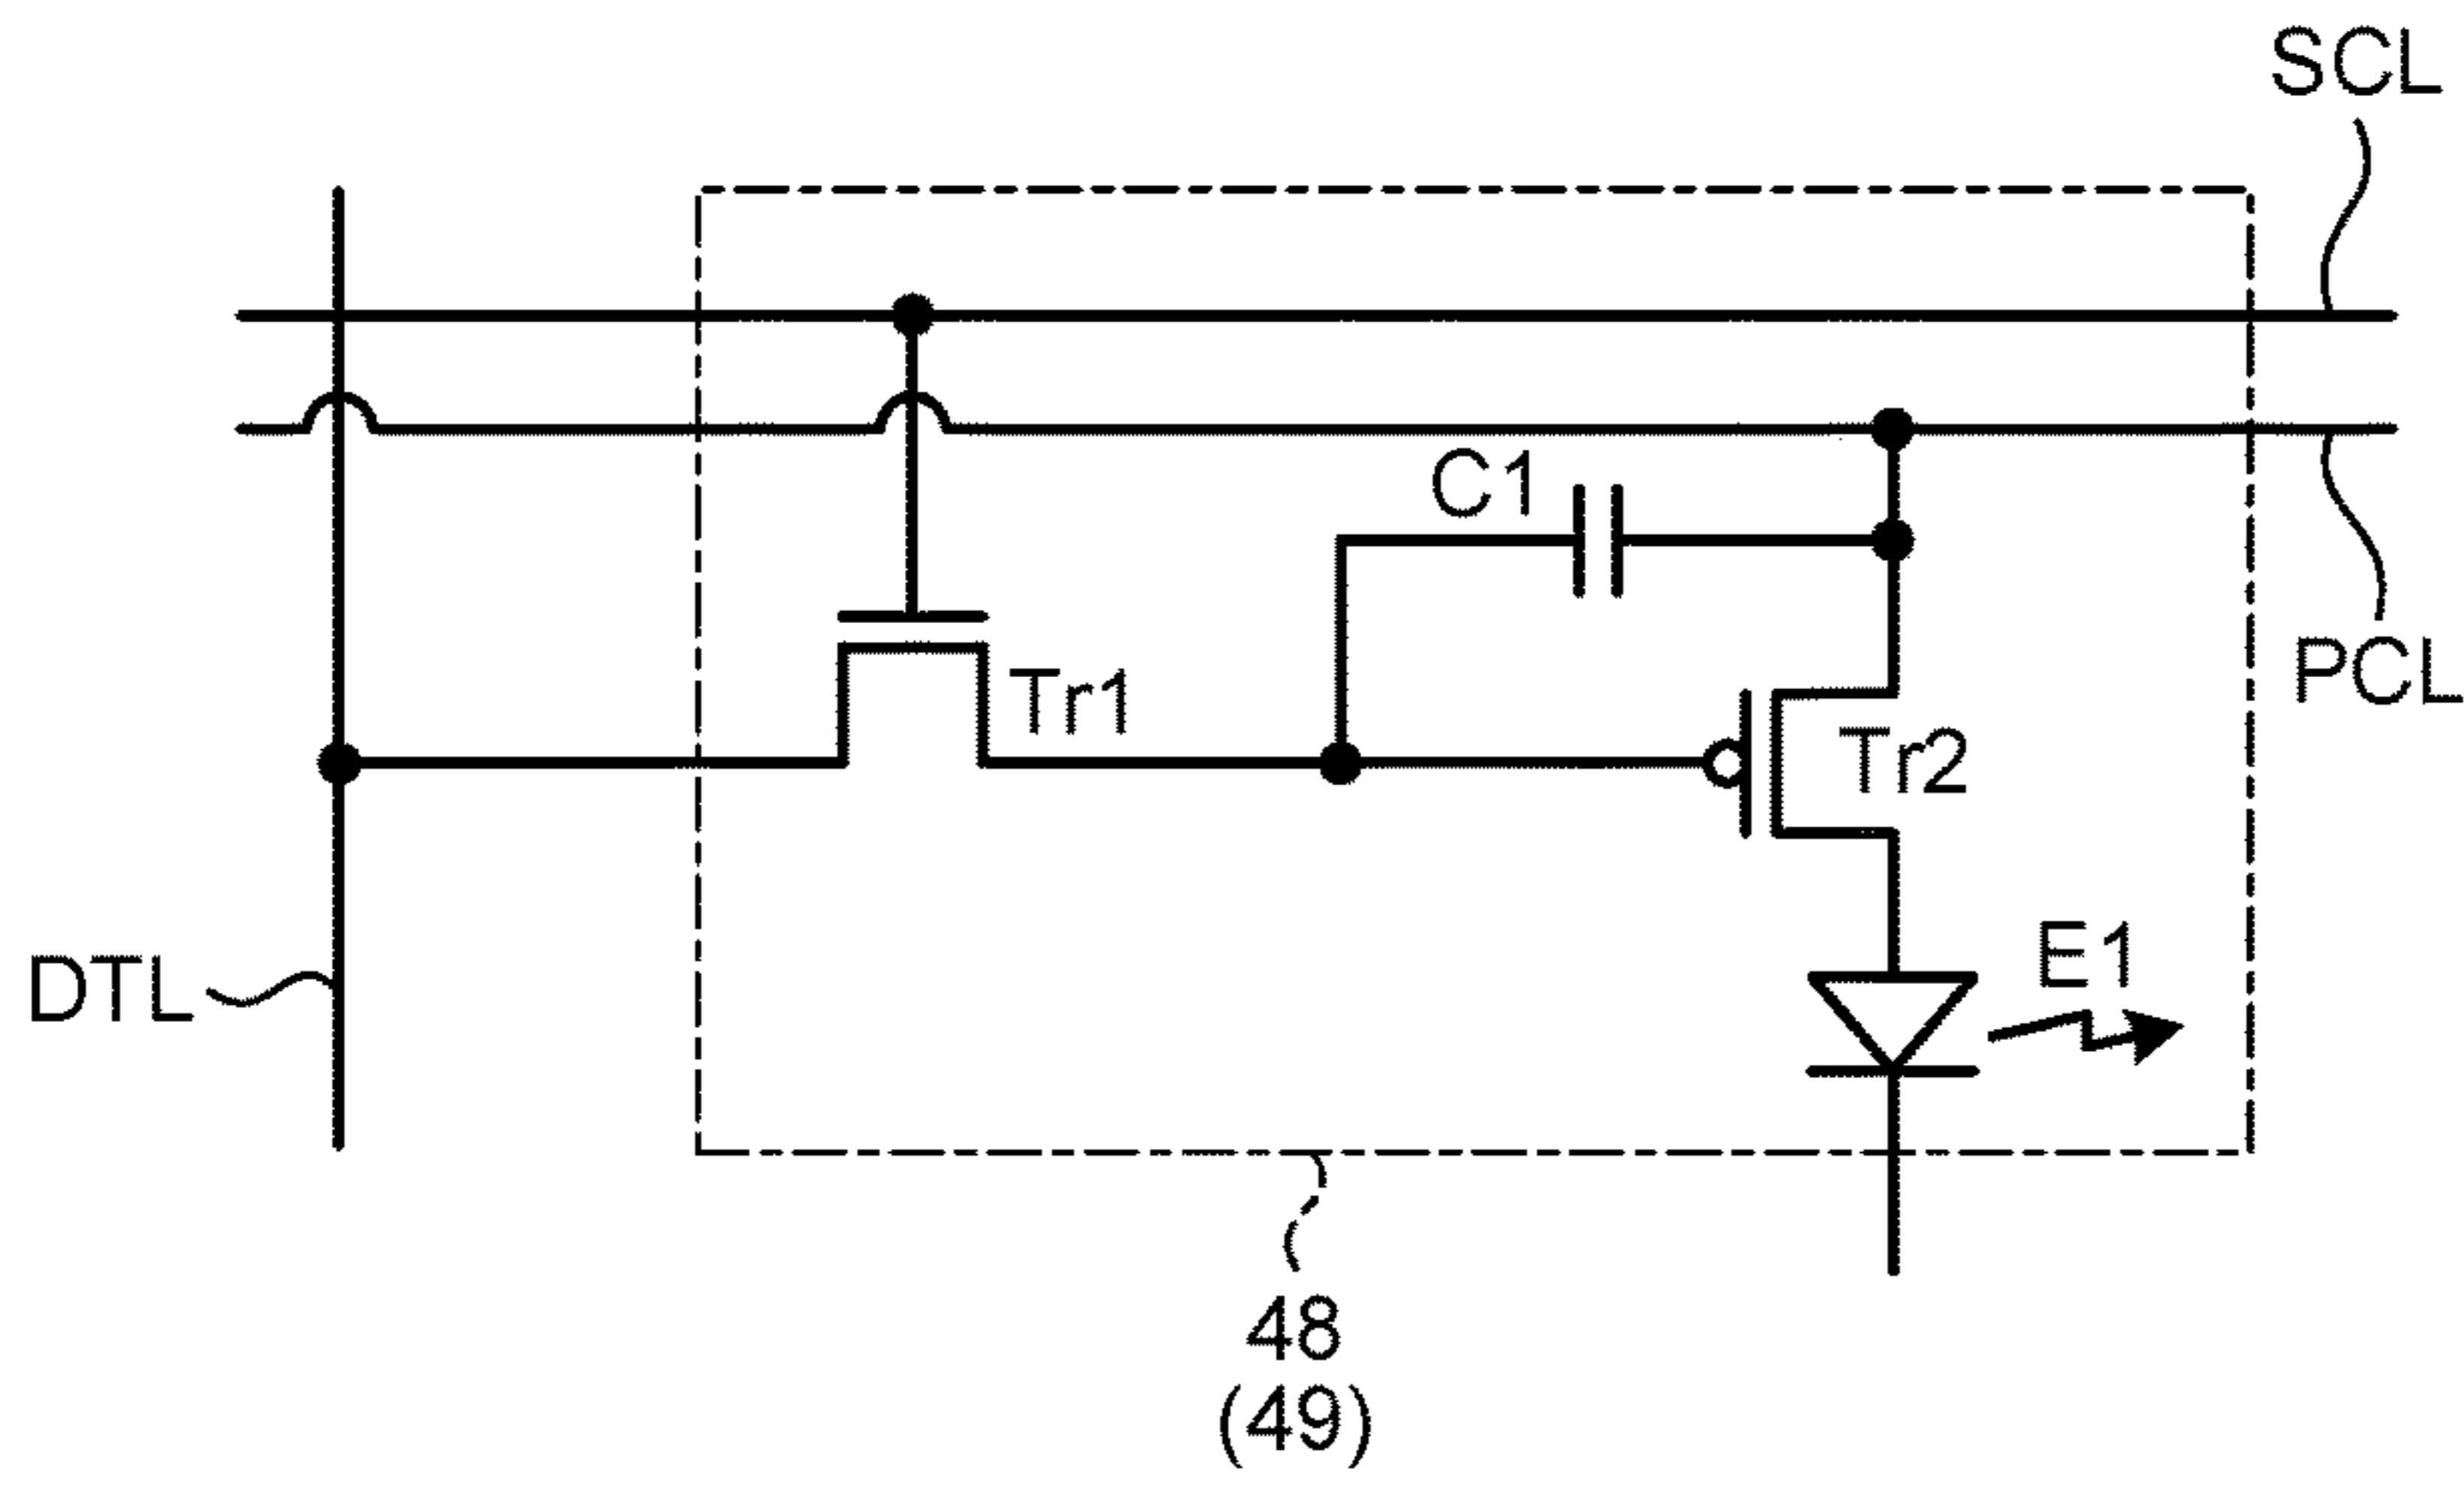 SCL
C1
Tr1
PCL
Tr2
E1
DTL
48
(49)